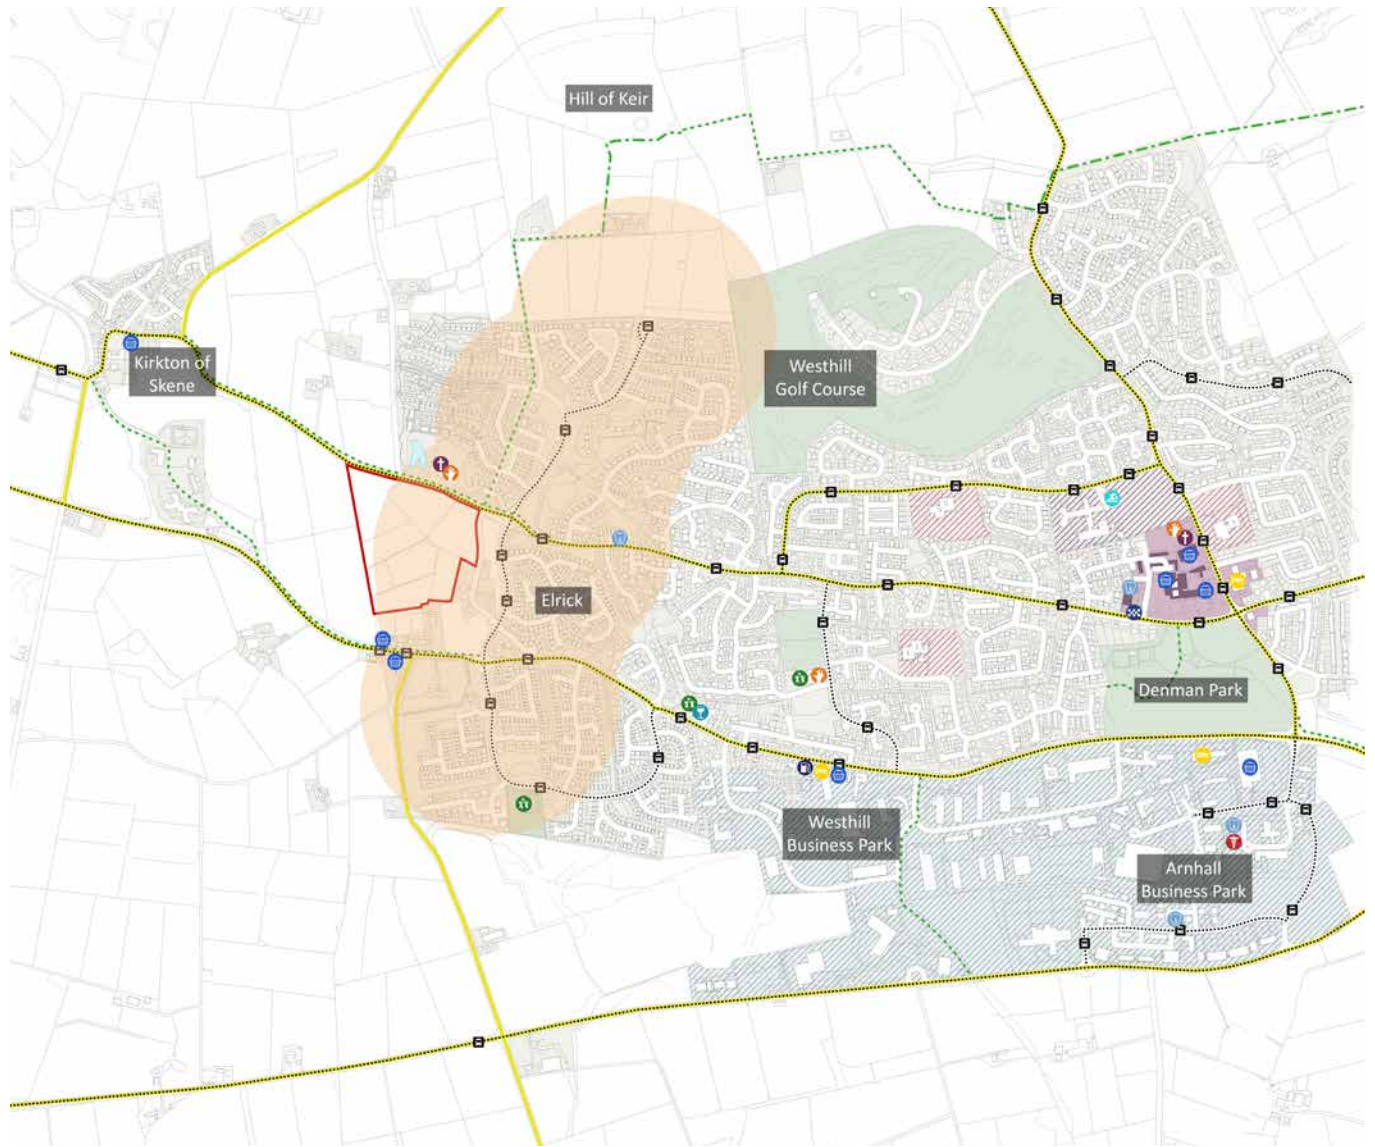 Hill of Keir
Kirkton of
Skene
Westhill
Golf Course
Elrick
Denman Park
Westhill
Business Park
Arnhall
Business Park